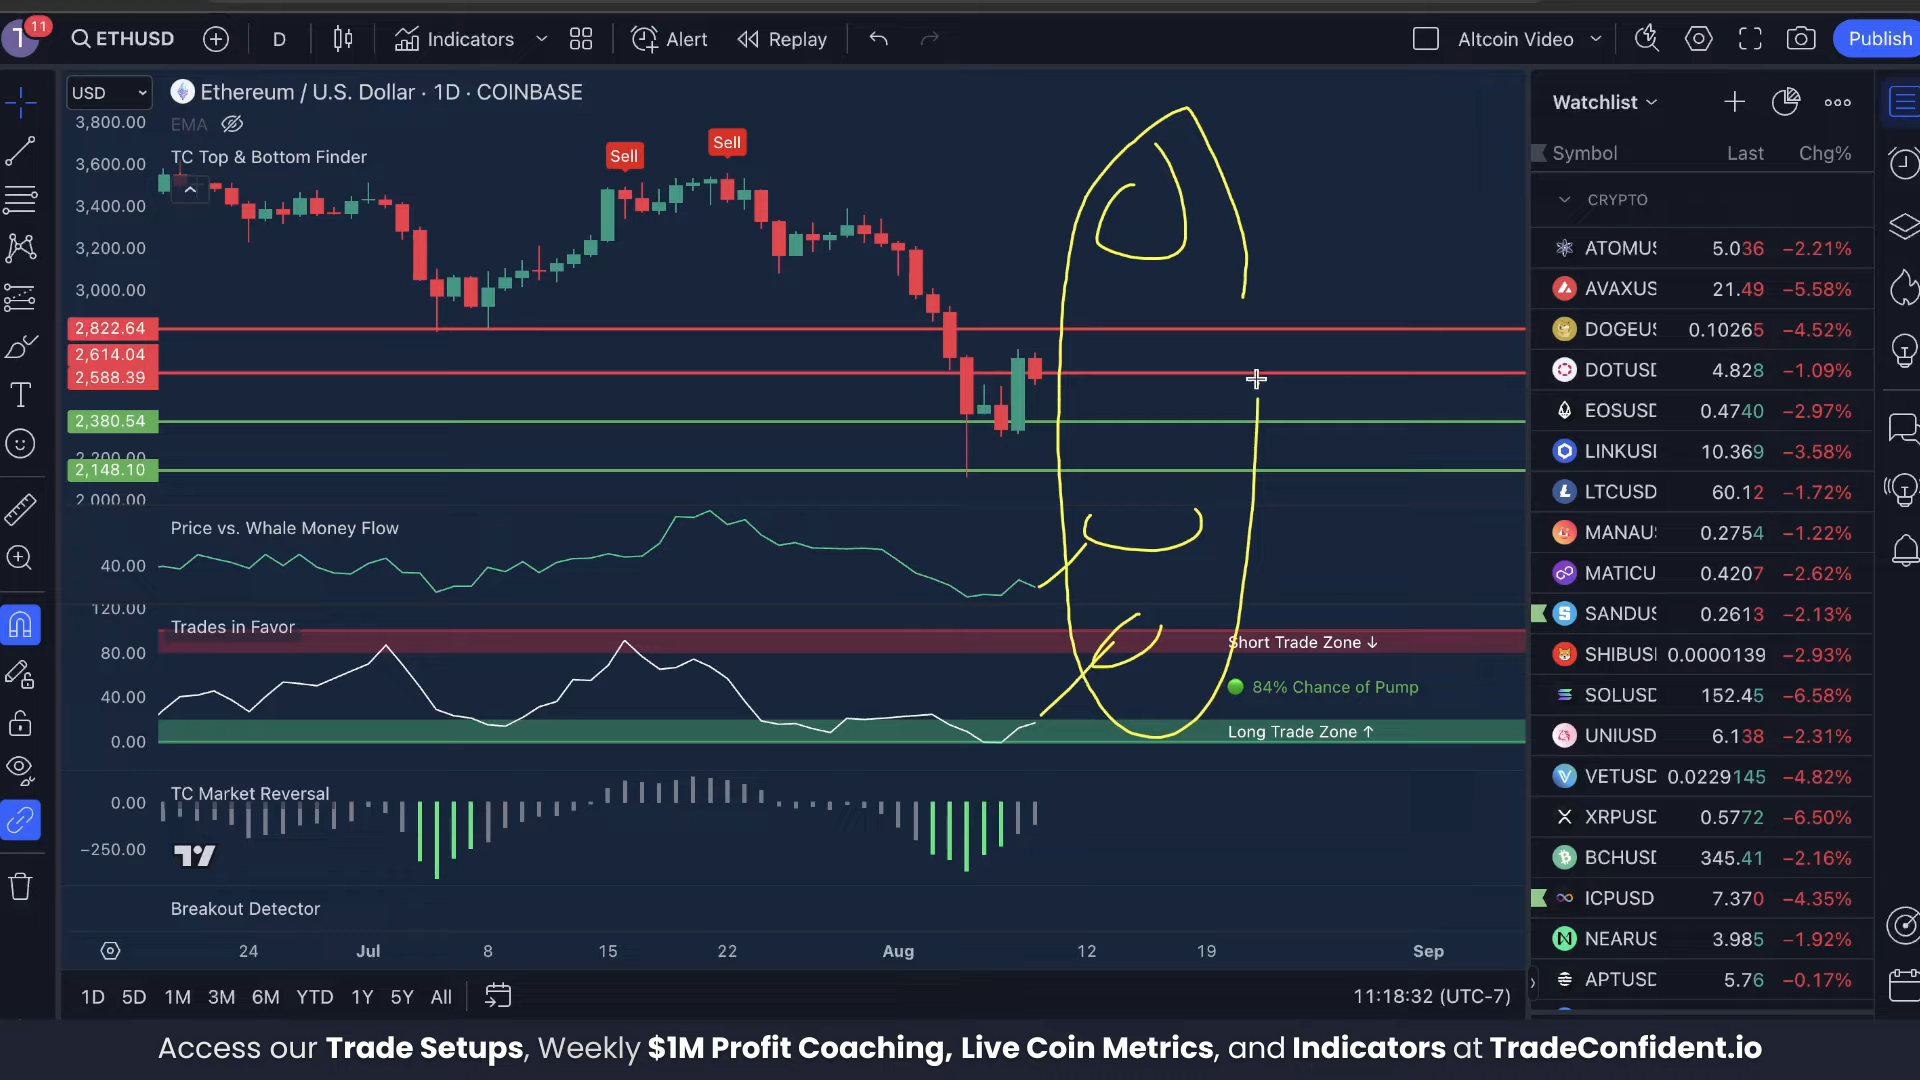 T 11 ETHUSD D Indicators Alert Replay Altcoin Video Publish
USD Ethereum / U.S. Dollar · 1D · COINBASE
EMA
TC Top & Bottom Finder
3,800.00
3,600.00
3,400.00
3,200.00
3,000.00
2,822.64
2,614.04
2,588.39
2,380.54
2,200.00
2,148.10
2,000.00
Sell
Sell
Price vs. Whale Money Flow
40.00
120.00
Trades in Favor
80.00
40.00
0.00
Short Trade Zone ↓
84% Chance of Pump
Long Trade Zone ↑
TC Market Reversal
0.00
−250.00
Breakout Detector
24 Jul 8 15 22 Aug 12 19 Sep
1D 5D 1M 3M 6M YTD 1Y 5Y All
11:18:32 (UTC-7)
Watchlist
Symbol Last Chg%
CRYPTO
ATOMUS 5.036 −2.21%
AVAXUS 21.49 −5.58%
DOGEUS 0.10265 −4.52%
DOTUSD 4.828 −1.09%
EOSUSD 0.4740 −2.97%
LINKUSD 10.369 −3.58%
LTCUSD 60.12 −1.72%
MANAUS 0.2754 −1.22%
MATICU 0.4207 −2.62%
SANDUS 0.2613 −2.13%
SHIBUSD 0.0000139 −2.93%
SOLUSD 152.45 −6.58%
UNIUSD 6.138 −2.31%
VETUSD 0.0229145 −4.82%
XRPUSD 0.5772 −6.50%
BCHUSD 345.41 −2.16%
ICPUSD 7.370 −4.35%
NEARUS 3.985 −1.92%
APTUSD 5.76 −0.17%
Access our Trade Setups, Weekly $1M Profit Coaching, Live Coin Metrics, and Indicators at TradeConfident.io